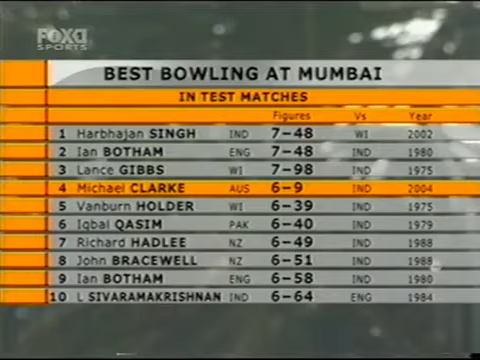 FOXA
SPORTS
BEST BOWLING AT MUMBAI
IN TEST MATCHES
Figures Vs Year
1 Harbhajan SINGH IND 7-48 WI 2002
2 Ian BOTHAM ENG 7-48 IND 1980
3 Lance GIBBS WI 7-98 IND 1975
4 Michael CLARKE AUS 6-9 IND 2004
5 Vanburn HOLDER WI 6-39 IND 1975
6 Iqbal QASIM PAK 6-40 IND 1979
7 Richard HADLEE NZ 6-49 IND 1988
8 John BRACEWELL NZ 6-51 IND 1988
9 Ian BOTHAM ENG 6-58 IND 1980
10 L SIVARAMAKRISHNAN IND 6-64 ENG 1984